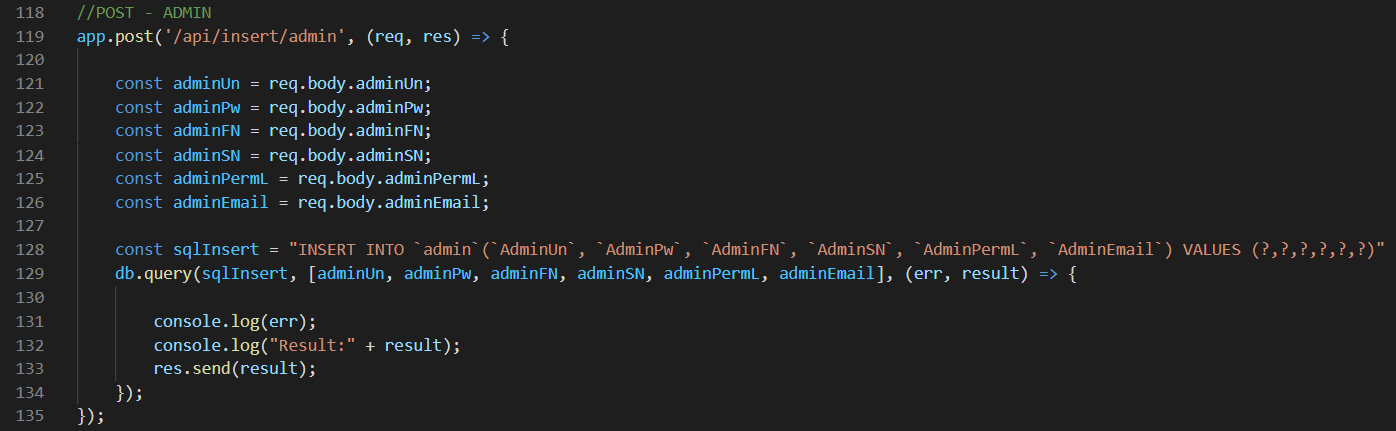 118 //POST - ADMIN
119 app.post('/api/insert/admin', (req, res) => {
120
121 const adminUn = req.body.adminUn;
122 const adminPw = req.body.adminPw;
123 const adminFN = req.body.adminFN;
124 const adminSN = req.body.adminSN;
125 const adminPermL = req.body.adminPermL;
126 const adminEmail = req.body.adminEmail;
127
128 const sqlInsert = "INSERT INTO `admin`(`AdminUn`, `AdminPw`, `AdminFN`, `AdminSN`, `AdminPermL`, `AdminEmail`) VALUES (?,?,?,?,?,?)"
129 db.query(sqlInsert, [adminUn, adminPw, adminFN, adminSN, adminPermL, adminEmail], (err, result) => {
130
131 console.log(err);
132 console.log("Result:" + result);
133 res.send(result);
134 });
135 });